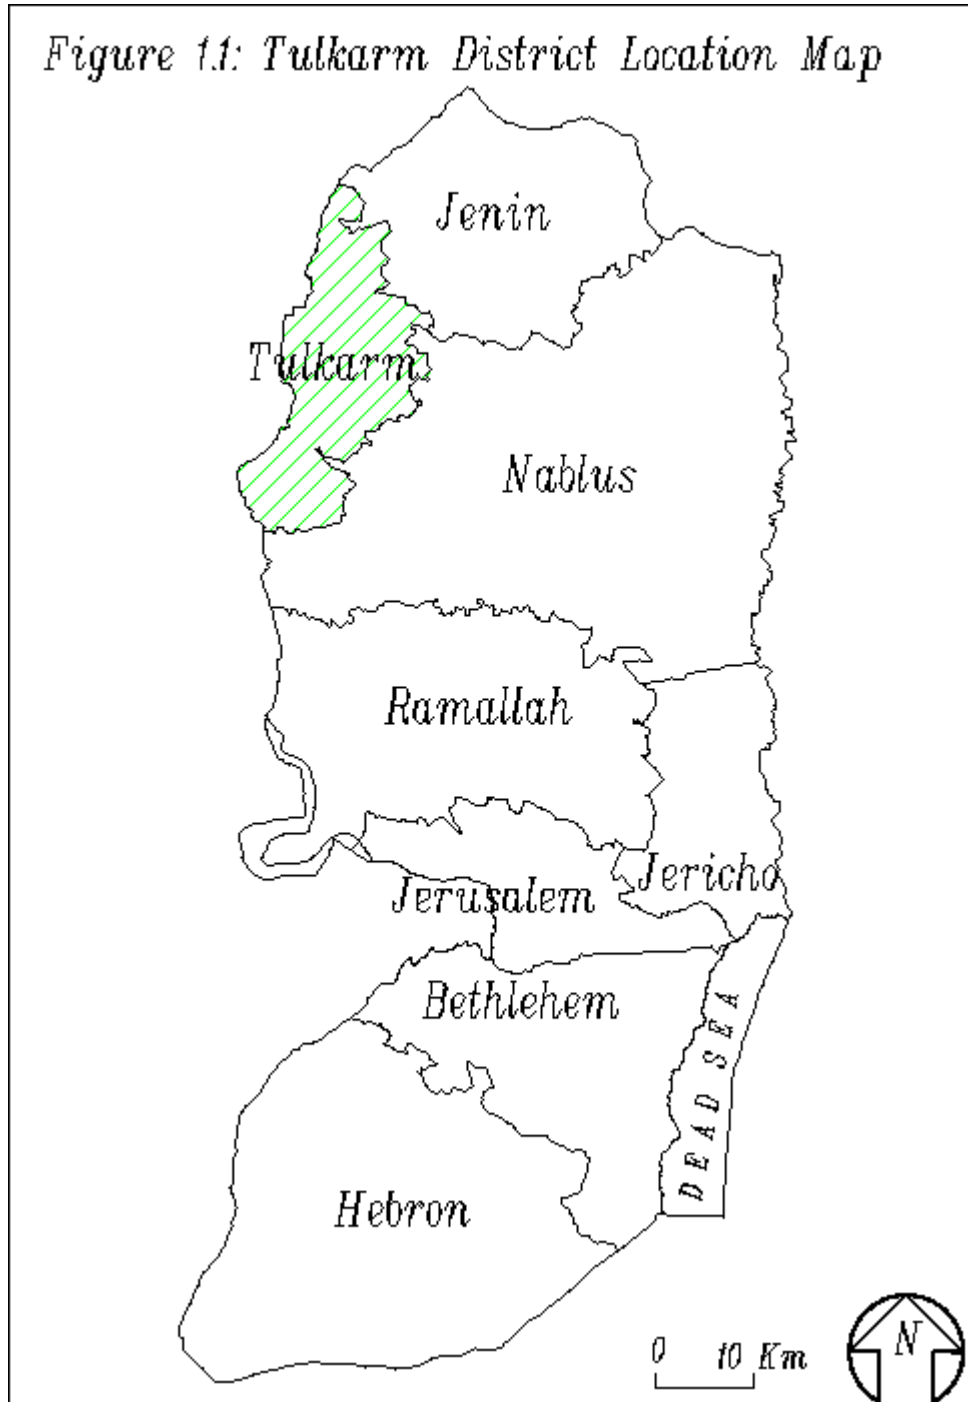 Figure 1.1: Tulkarm District Location Map
Jenin
Tulkarm
Nablus
Ramallah
Jericho
Jerusalem
Bethlehem
DEAD SEA
Hebron
0 10 Km
N